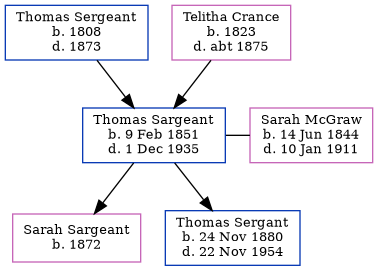 Thomas Sergeant
b. 1808
d. 1873
Telitha Crance
b. 1823
d. abt 1875
Thomas Sargeant
b. 9 Feb 1851
d. 1 Dec 1935
Sarah McGraw
b. 14 Jun 1844
d. 10 Jan 1911
Sarah Sargeant
b. 1872
Thomas Sergant
b. 24 Nov 1880
d. 22 Nov 1954